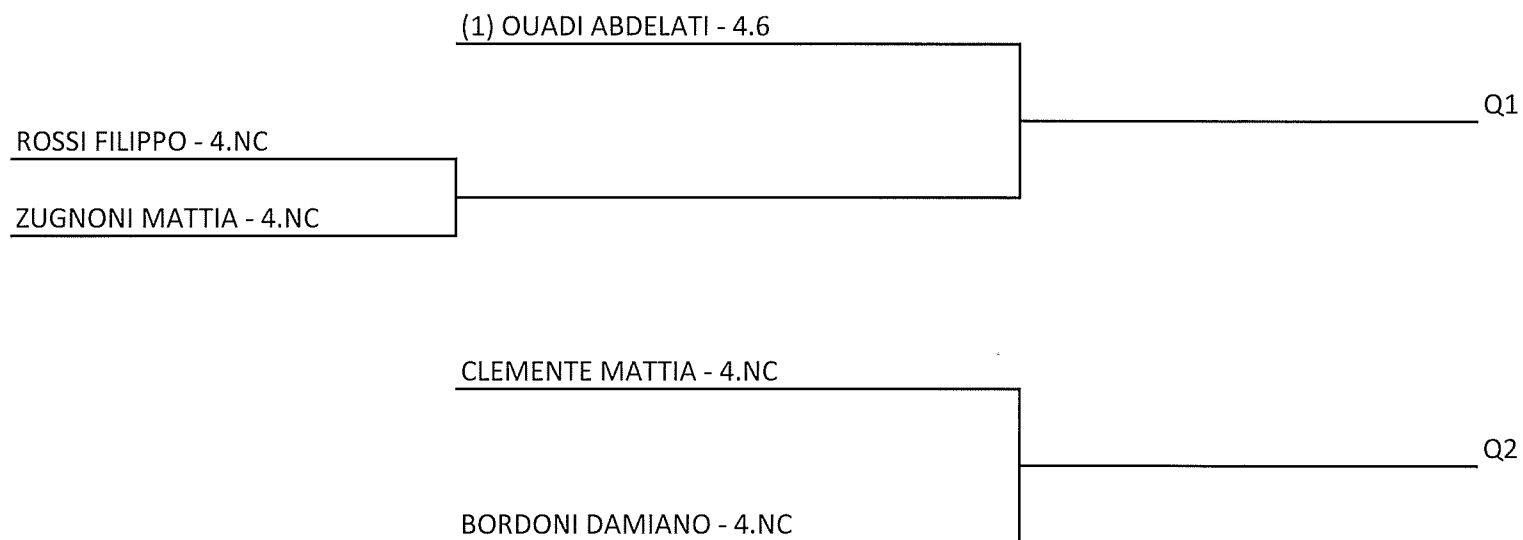 (1) OUADI ABDELATI - 4.6
Q1
ROSSI FILIPPO - 4.NC
ZUGNONI MATTIA - 4.NC
CLEMENTE MATTIA - 4.NC
Q2
BORDONI DAMIANO - 4.NC